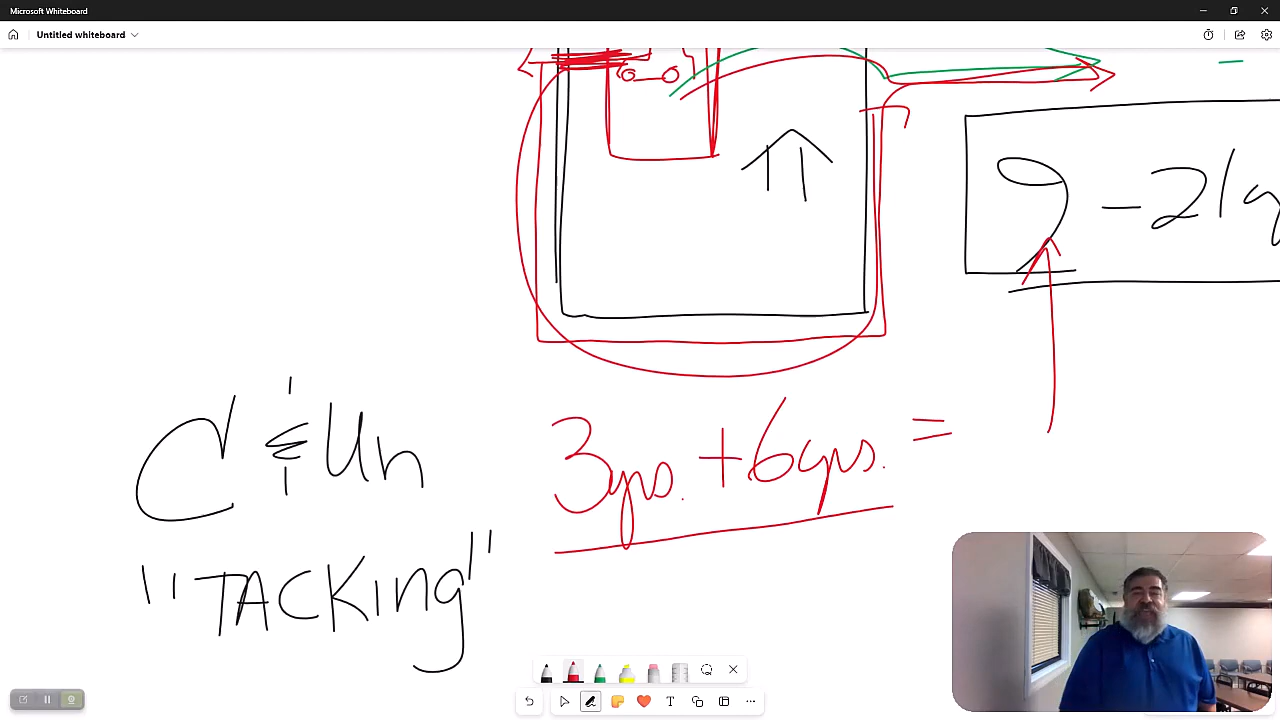 Microsoft Whiteboard
Untitled whiteboard
9 - 21
C & Un
3yrs. + 6yrs. =
"TACKing"